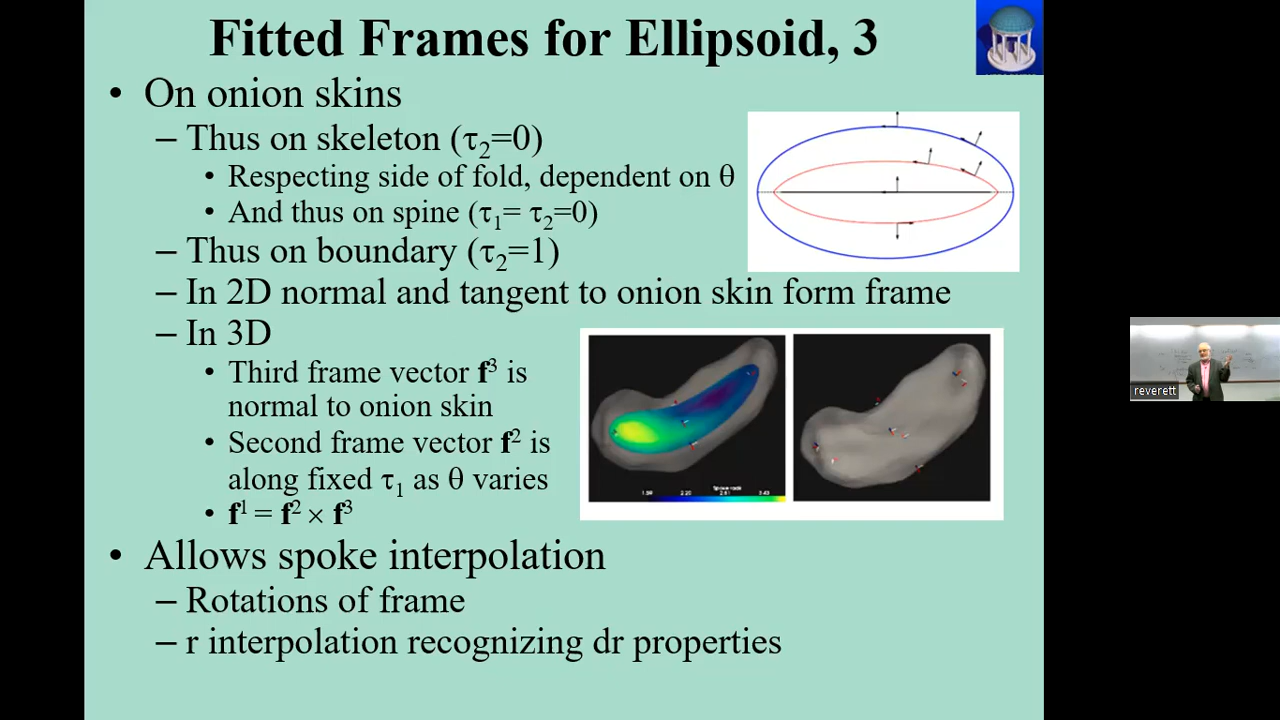 Fitted Frames for Ellipsoid, 3
• On onion skins
– Thus on skeleton (τ₂=0)
• Respecting side of fold, dependent on θ
• And thus on spine (τ₁= τ₂=0)
– Thus on boundary (τ₂=1)
– In 2D normal and tangent to onion skin form frame
– In 3D
• Third frame vector f³ is
normal to onion skin
• Second frame vector f² is
along fixed τ₁ as θ varies
• f¹ = f² × f³
• Allows spoke interpolation
– Rotations of frame
– r interpolation recognizing dr properties
reverett